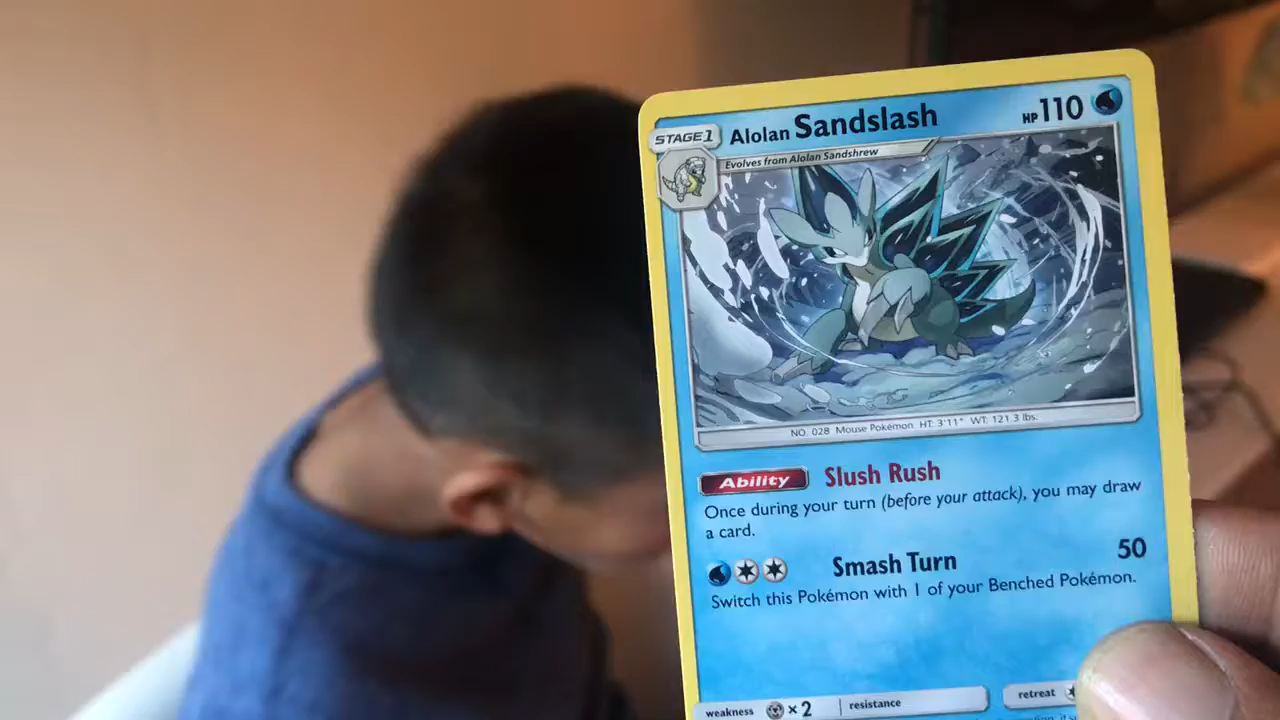 STAGE 1 Alolan Sandslash HP 110
Evolves from Alolan Sandshrew
NO. 028 Mouse Pokémon HT: 3'11" WT: 121.3 lbs.
Ability Slush Rush
Once during your turn (before your attack), you may draw
a card.
Smash Turn 50
Switch this Pokémon with 1 of your Benched Pokémon.
weakness ×2 resistance retreat